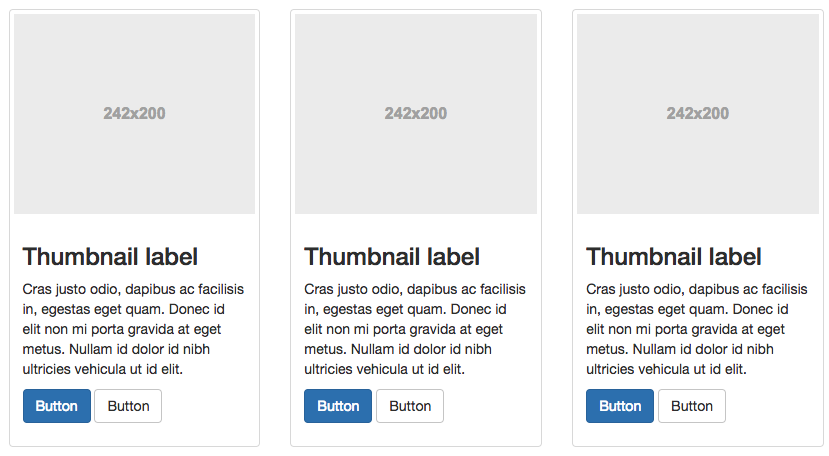 242x200
Thumbnail label
Cras justo odio, dapibus ac facilisis
in, egestas eget quam. Donec id
elit non mi porta gravida at eget
metus. Nullam id dolor id nibh
ultricies vehicula ut id elit.
Button Button
242x200
Thumbnail label
Cras justo odio, dapibus ac facilisis
in, egestas eget quam. Donec id
elit non mi porta gravida at eget
metus. Nullam id dolor id nibh
ultricies vehicula ut id elit.
Button Button
242x200
Thumbnail label
Cras justo odio, dapibus ac facilisis
in, egestas eget quam. Donec id
elit non mi porta gravida at eget
metus. Nullam id dolor id nibh
ultricies vehicula ut id elit.
Button Button